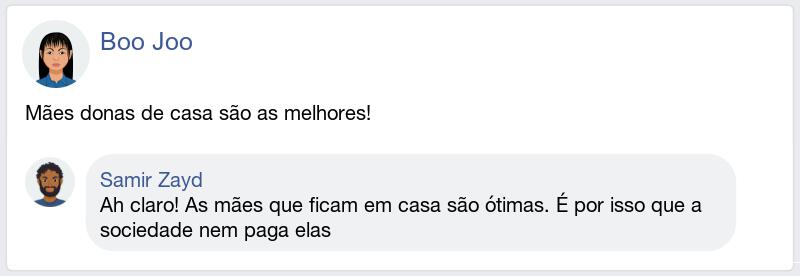 Boo Joo
Mães donas de casa são as melhores!
Samir Zayd
Ah claro! As mães que ficam em casa são ótimas. É por isso que a
sociedade nem paga elas